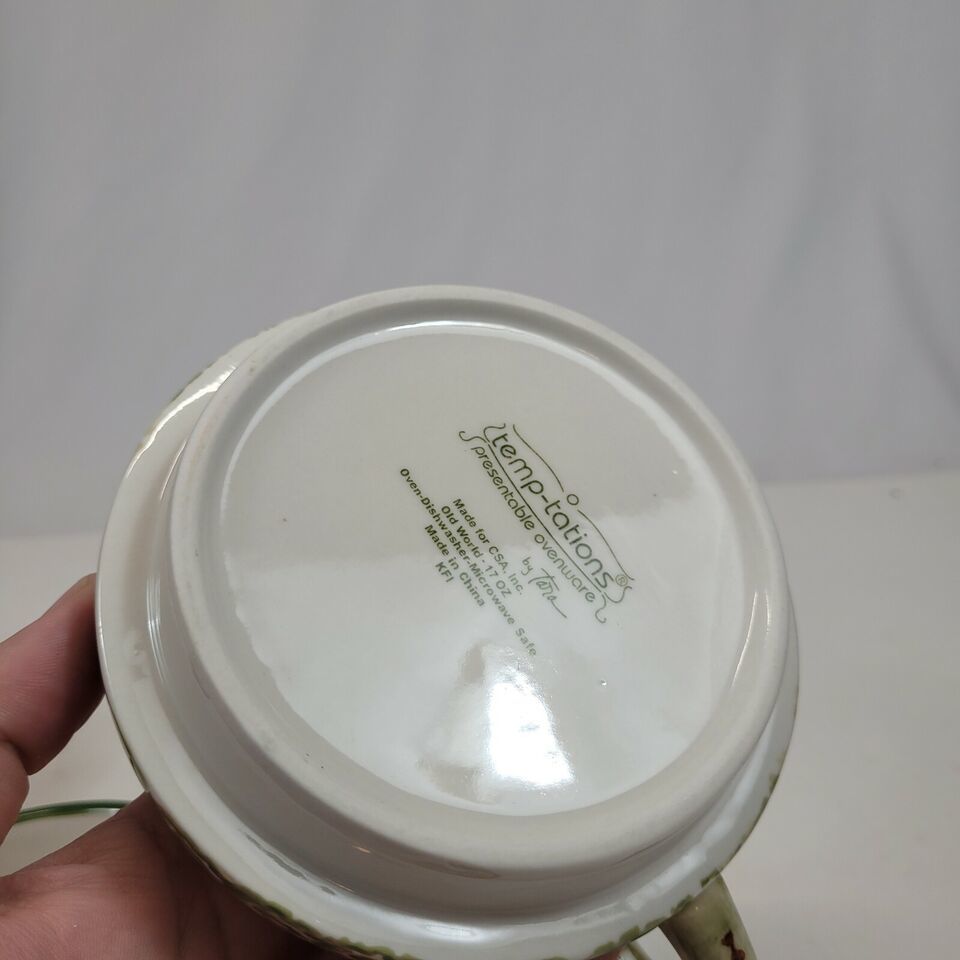 temp-tations®
presentable ovenware
by Tara
Made for CSA, Inc.
Old World - 17 OZ
Oven-Dishwasher-Microwave Safe
Made in China
KFI